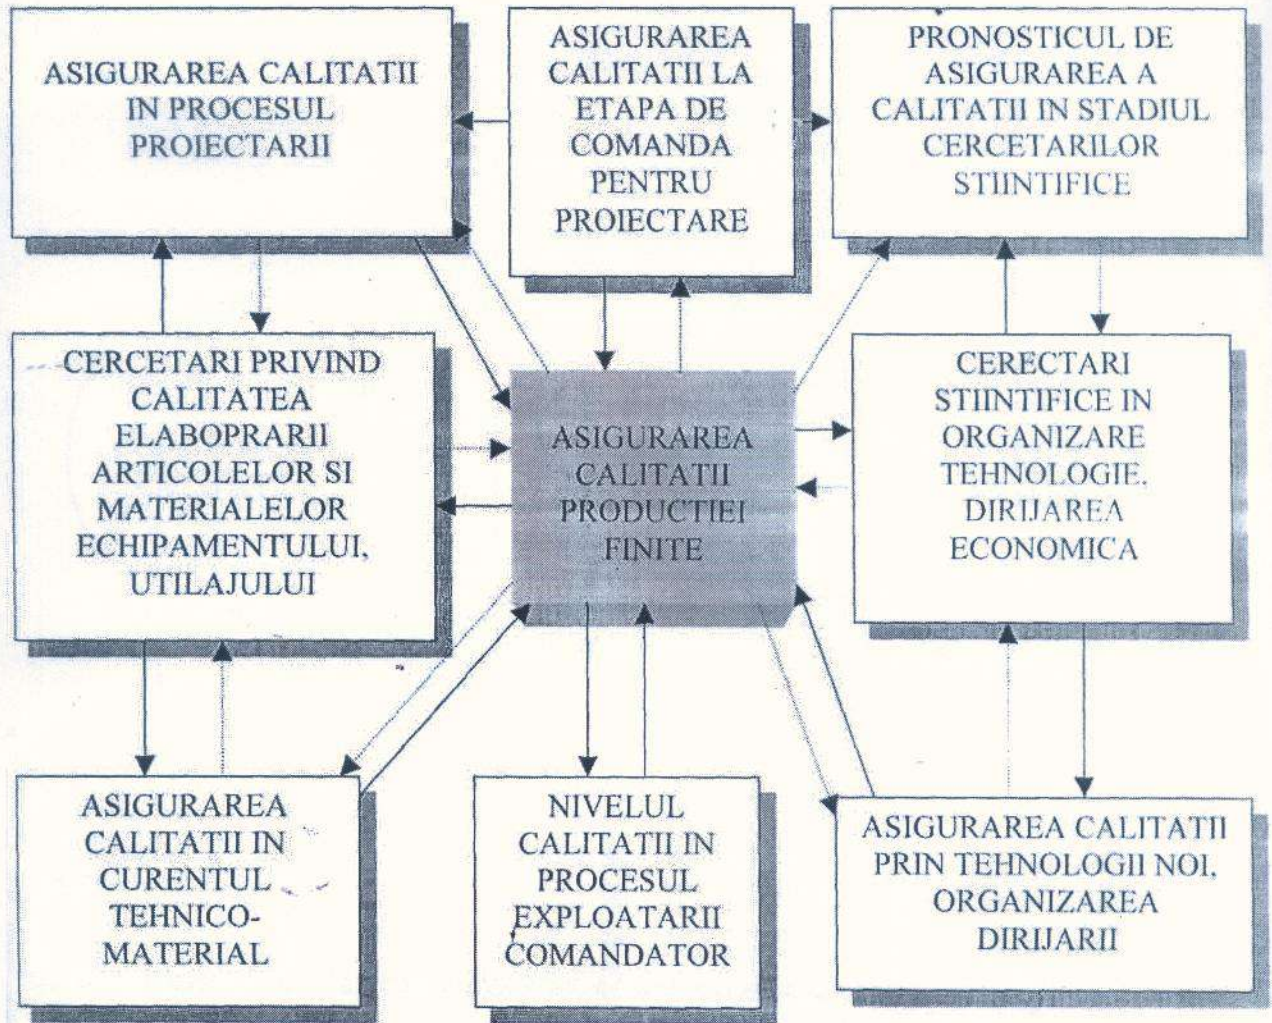 ASIGURAREA CALITATII
IN PROCESUL
PROIECTARII
ASIGURAREA
CALITATII LA
ETAPA DE
COMANDA
PENTRU
PROIECTARE
PRONOSTICUL DE
ASIGURAREA A
CALITATII IN STADIUL
CERCETARILOR
STIINTIFICE
CERCETARI PRIVIND
CALITATEA
ELABOPRARII
ARTICOLELOR SI
MATERIALELOR
ECHIPAMENTULUI,
UTILAJULUI
ASIGURAREA
CALITATII
PRODUCTIEI
FINITE
CERECTARI
STIINTIFICE IN
ORGANIZARE
TEHNOLOGIE.
DIRIJAREA
ECONOMICA
ASIGURAREA
CALITATII IN
CURENTUL
TEHNICO-
MATERIAL
NIVELUL
CALITATII IN
PROCESUL
EXPLOATARII
COMANDATOR
ASIGURAREA CALITATII
PRIN TEHNOLOGII NOI,
ORGANIZAREA
DIRIJARII